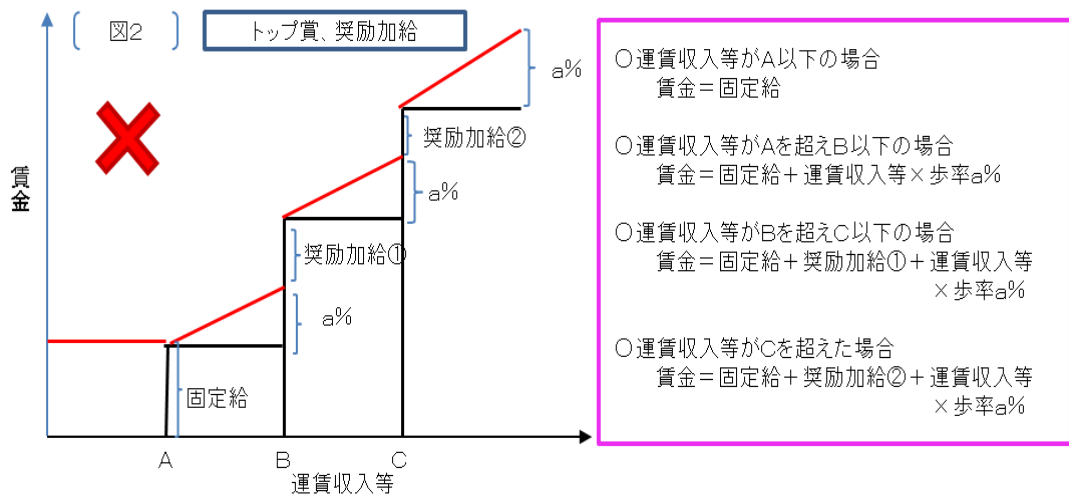 図2
トップ賞、奨励加給
a%
奨励加給②
a%
奨励加給①
a%
固定給
賃金
A
B
C
運賃収入等
○運賃収入等がA以下の場合
賃金=固定給
○運賃収入等がAを超えB以下の場合
賃金=固定給+運賃収入等×歩率a%
○運賃収入等がBを超えC以下の場合
賃金=固定給+奨励加給①+運賃収入等
×歩率a%
○運賃収入等がCを超えた場合
賃金=固定給+奨励加給②+運賃収入等
×歩率a%